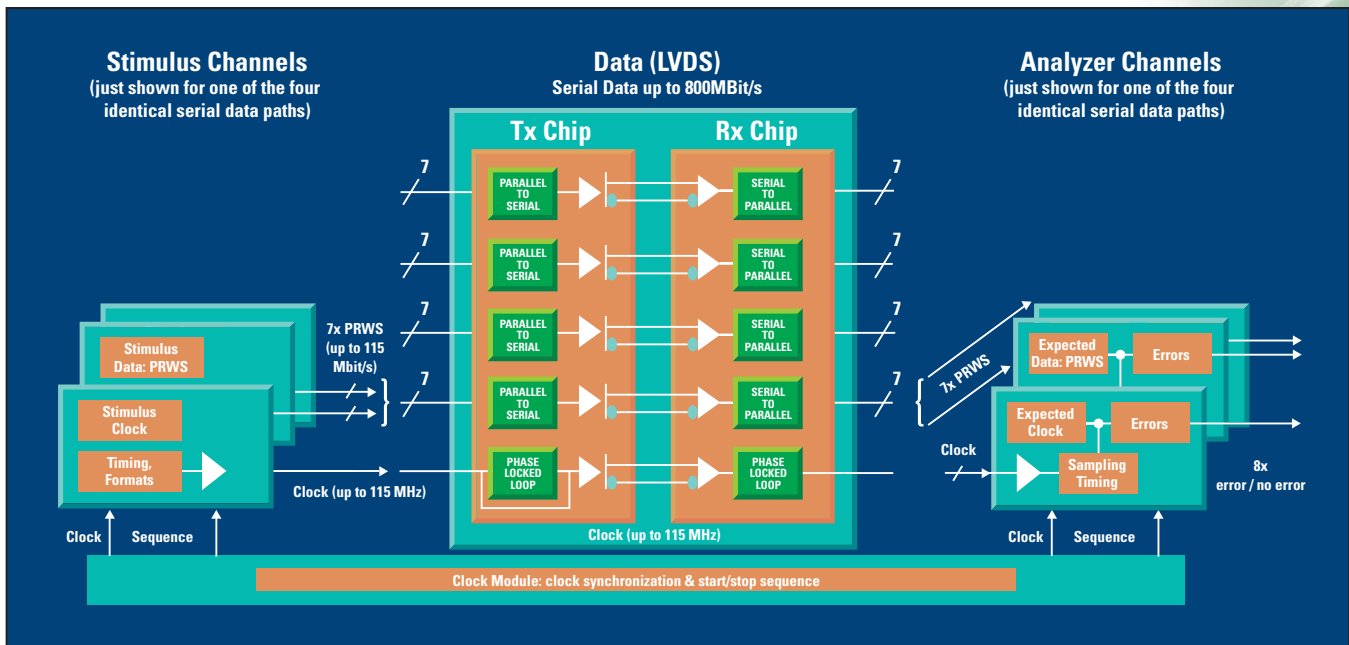 Stimulus Channels
(just shown for one of the four
identical serial data paths)
Data (LVDS)
Serial Data up to 800MBit/s
Analyzer Channels
(just shown for one of the four
identical serial data paths)
Tx Chip
Rx Chip
7
PARALLEL
TO
SERIAL
SERIAL
TO
PARALLEL
7
7
PARALLEL
TO
SERIAL
SERIAL
TO
PARALLEL
7
7
PARALLEL
TO
SERIAL
SERIAL
TO
PARALLEL
7
7
PARALLEL
TO
SERIAL
SERIAL
TO
PARALLEL
7
PHASE
LOCKED
LOOP
PHASE
LOCKED
LOOP
Clock (up to 115 MHz)
Stimulus
Data: PRWS
7x PRWS
(up to 115
Mbit/s)
Stimulus
Clock
Timing,
Formats
Clock (up to 115 MHz)
Clock
Sequence
7x PRWS
Expected
Data: PRWS
Errors
Expected
Clock
Errors
Clock
Sampling
Timing
8x
error / no error
Clock
Sequence
Clock Module: clock synchronization & start/stop sequence